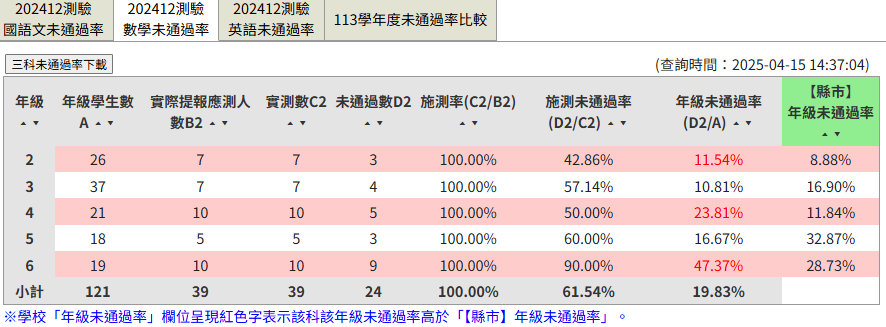 202412測驗 202412測驗 202412測驗
國語文未通過率 數學未通過率 英語未通過率 113學年度未通過率比較
三科未通過率下載 (查詢時間：2025-04-15 14:37:04)
年級 年級學生數 實際提報應測人 實測數C2 未通過數D2 施測率(C2/B2) 施測未通過率 年級未通過率 【縣市】
A 數B2 (D2/C2) (D2/A) 年級未通過率
2 26 7 7 3 100.00% 42.86% 11.54% 8.88%
3 37 7 7 4 100.00% 57.14% 10.81% 16.90%
4 21 10 10 5 100.00% 50.00% 23.81% 11.84%
5 18 5 5 3 100.00% 60.00% 16.67% 32.87%
6 19 10 10 9 100.00% 90.00% 47.37% 28.73%
小計 121 39 39 24 100.00% 61.54% 19.83%
※學校「年級未通過率」欄位呈現紅色字表示該科該年級未通過率高於「【縣市】年級未通過率」。